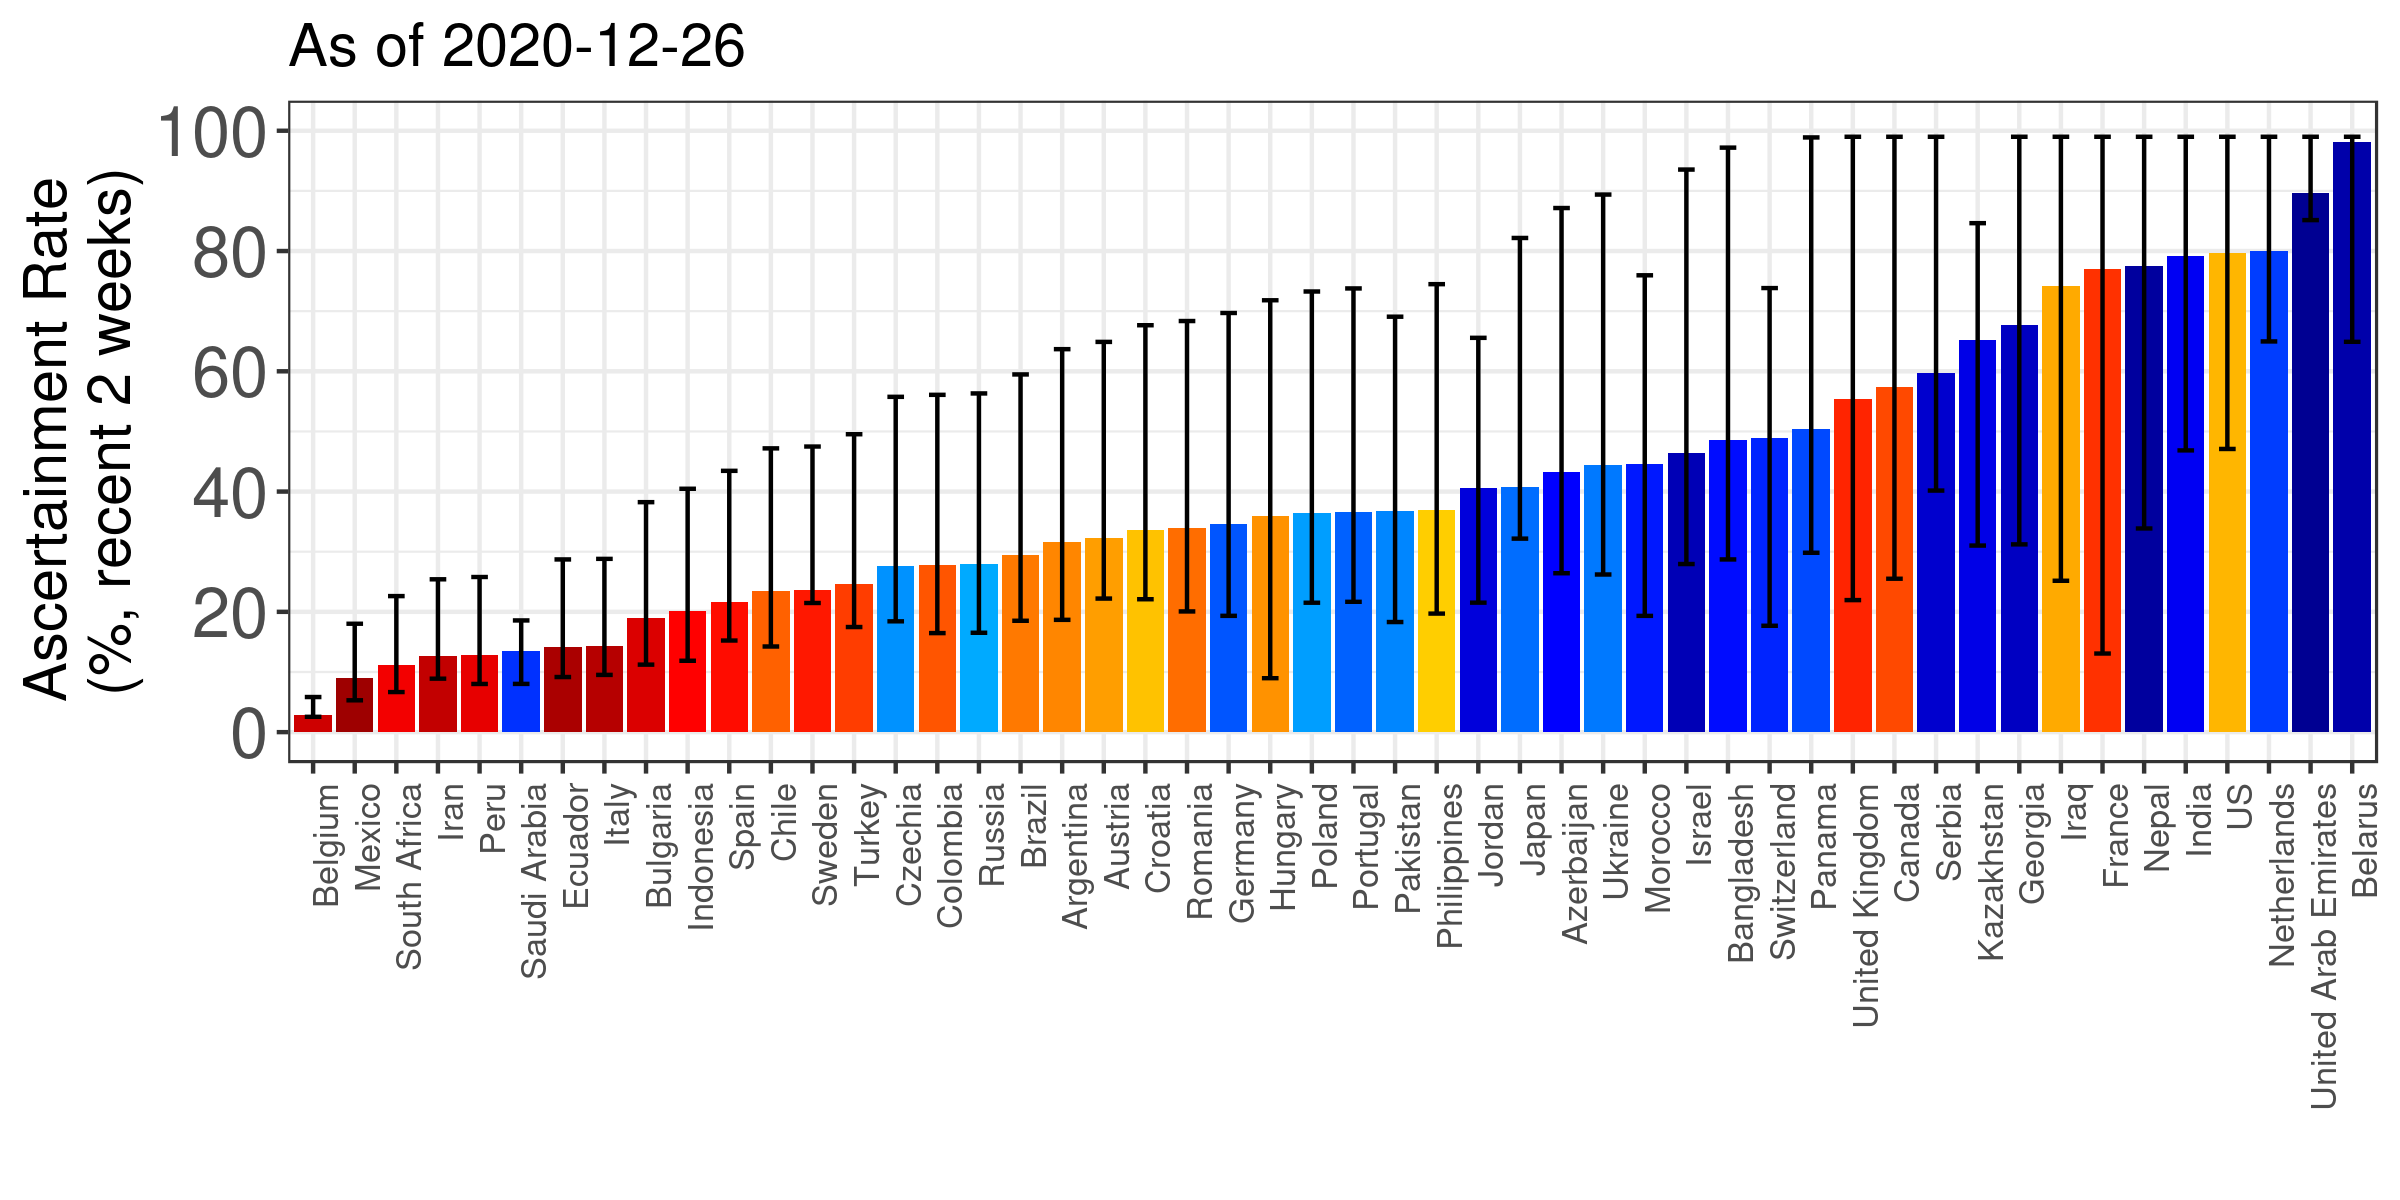 As of 2020-12-26
Ascertainment Rate
(%, recent 2 weeks)
100
80
60
40
20
0
Belgium
Mexico
South Africa
Iran
Peru
Saudi Arabia
Ecuador
Italy
Bulgaria
Indonesia
Spain
Chile
Sweden
Turkey
Czechia
Colombia
Russia
Brazil
Argentina
Austria
Croatia
Romania
Germany
Hungary
Poland
Portugal
Pakistan
Philippines
Jordan
Japan
Azerbaijan
Ukraine
Morocco
Israel
Bangladesh
Switzerland
Panama
United Kingdom
Canada
Serbia
Kazakhstan
Georgia
Iraq
France
Nepal
India
US
Netherlands
United Arab Emirates
Belarus